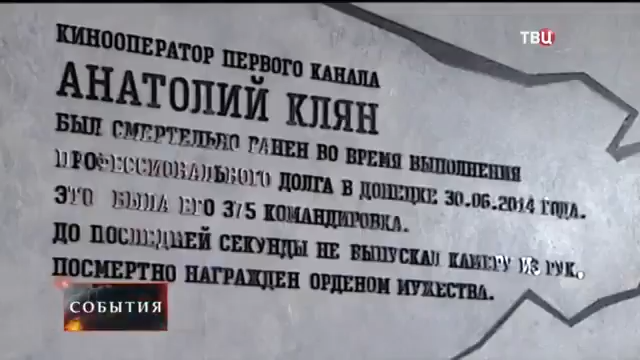 ТВЦ
КИНООПЕРАТОР ПЕРВОГО КАНАЛА
АНАТОЛИЙ КЛЯН
БЫЛ СМЕРТЕЛЬНО РАНЕН ВО ВРЕМЯ ВЫПОЛНЕНИЯ
ПРОФЕССИОНАЛЬНОГО ДОЛГА В ДОНЕЦКЕ 30.06.2014 ГОДА.
ЭТО БЫЛА ЕГО 375 КОМАНДИРОВКА.
ДО ПОСЛЕДНЕЙ СЕКУНДЫ НЕ ВЫПУСКАЛ КАМЕРУ ИЗ РУК.
ПОСМЕРТНО НАГРАЖДЕН ОРДЕНОМ МУЖЕСТВА.
СОБЫТИЯ